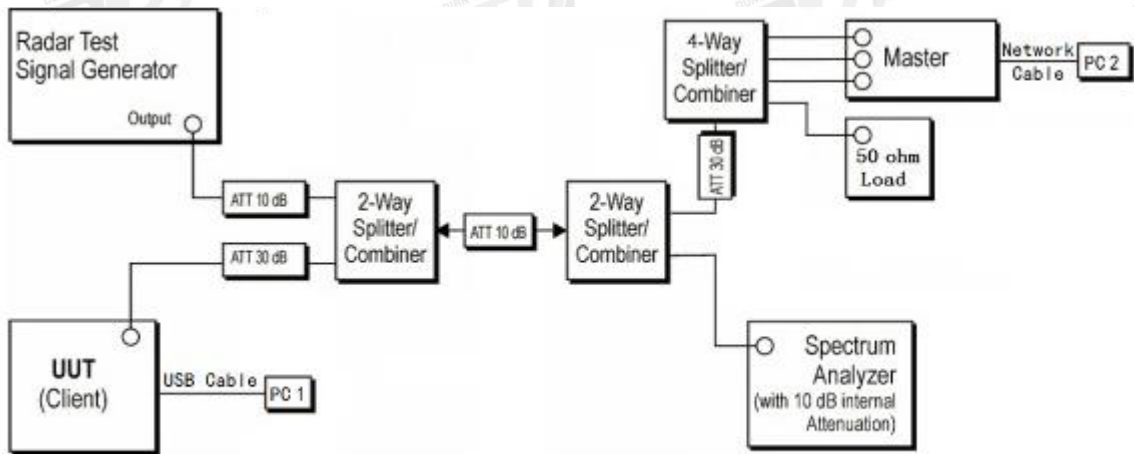 Radar Test
Signal Generator
Output
ATT 10 dB
2-Way
Splitter/
Combiner
ATT 30 dB
UUT
(Client)
USB Cable
PC 1
ATT 10 dB
2-Way
Splitter/
Combiner
ATT 30 dB
4-Way
Splitter/
Combiner
Master
Network
Cable
PC 2
50 ohm
Load
Spectrum
Analyzer
(with 10 dB internal
Attenuation)